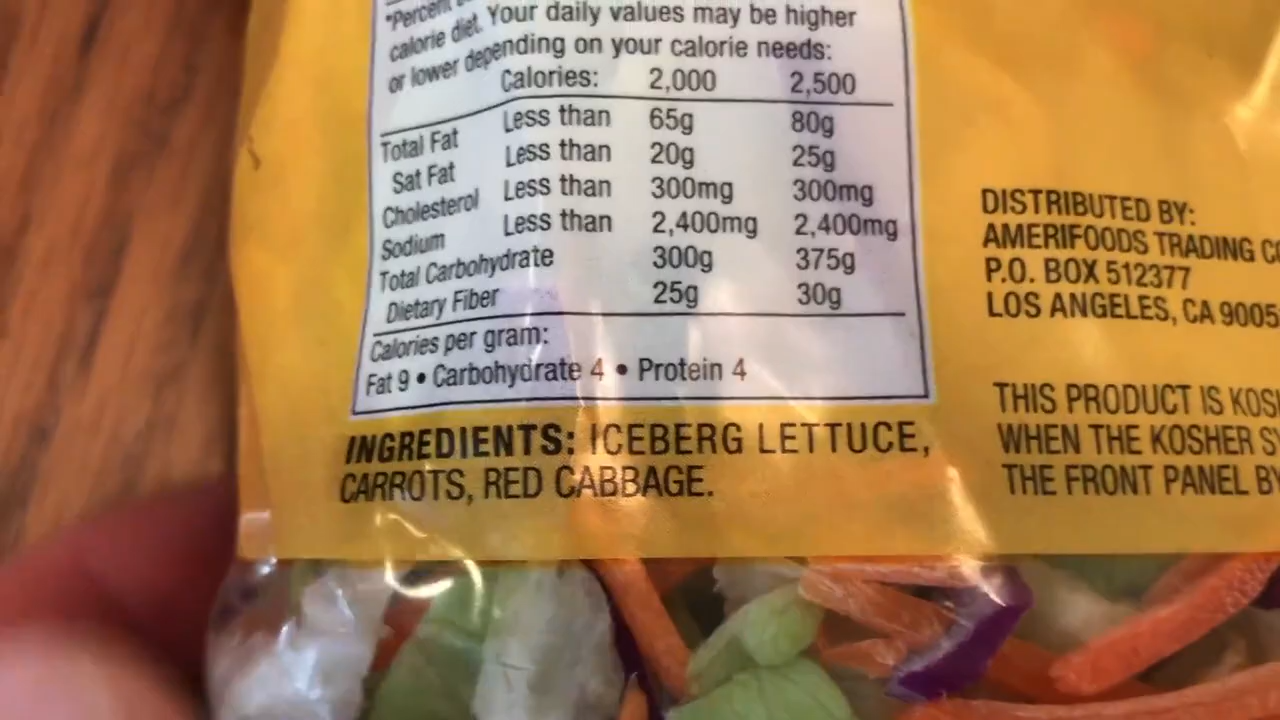 *Percent
calorie diet. Your daily values may be higher
or lower depending on your calorie needs:
Calories: 2,000 2,500
Total Fat Less than 65g 80g
Sat Fat Less than 20g 25g
Cholesterol Less than 300mg 300mg
Sodium Less than 2,400mg 2,400mg
Total Carbohydrate 300g 375g
Dietary Fiber 25g 30g
Calories per gram:
Fat 9 • Carbohydrate 4 • Protein 4
INGREDIENTS: ICEBERG LETTUCE,
CARROTS, RED CABBAGE.
DISTRIBUTED BY:
AMERIFOODS TRADING
P.O. BOX 512377
LOS ANGELES, CA 9005
THIS PRODUCT IS
WHEN THE KOSHER
THE FRONT PANEL BY